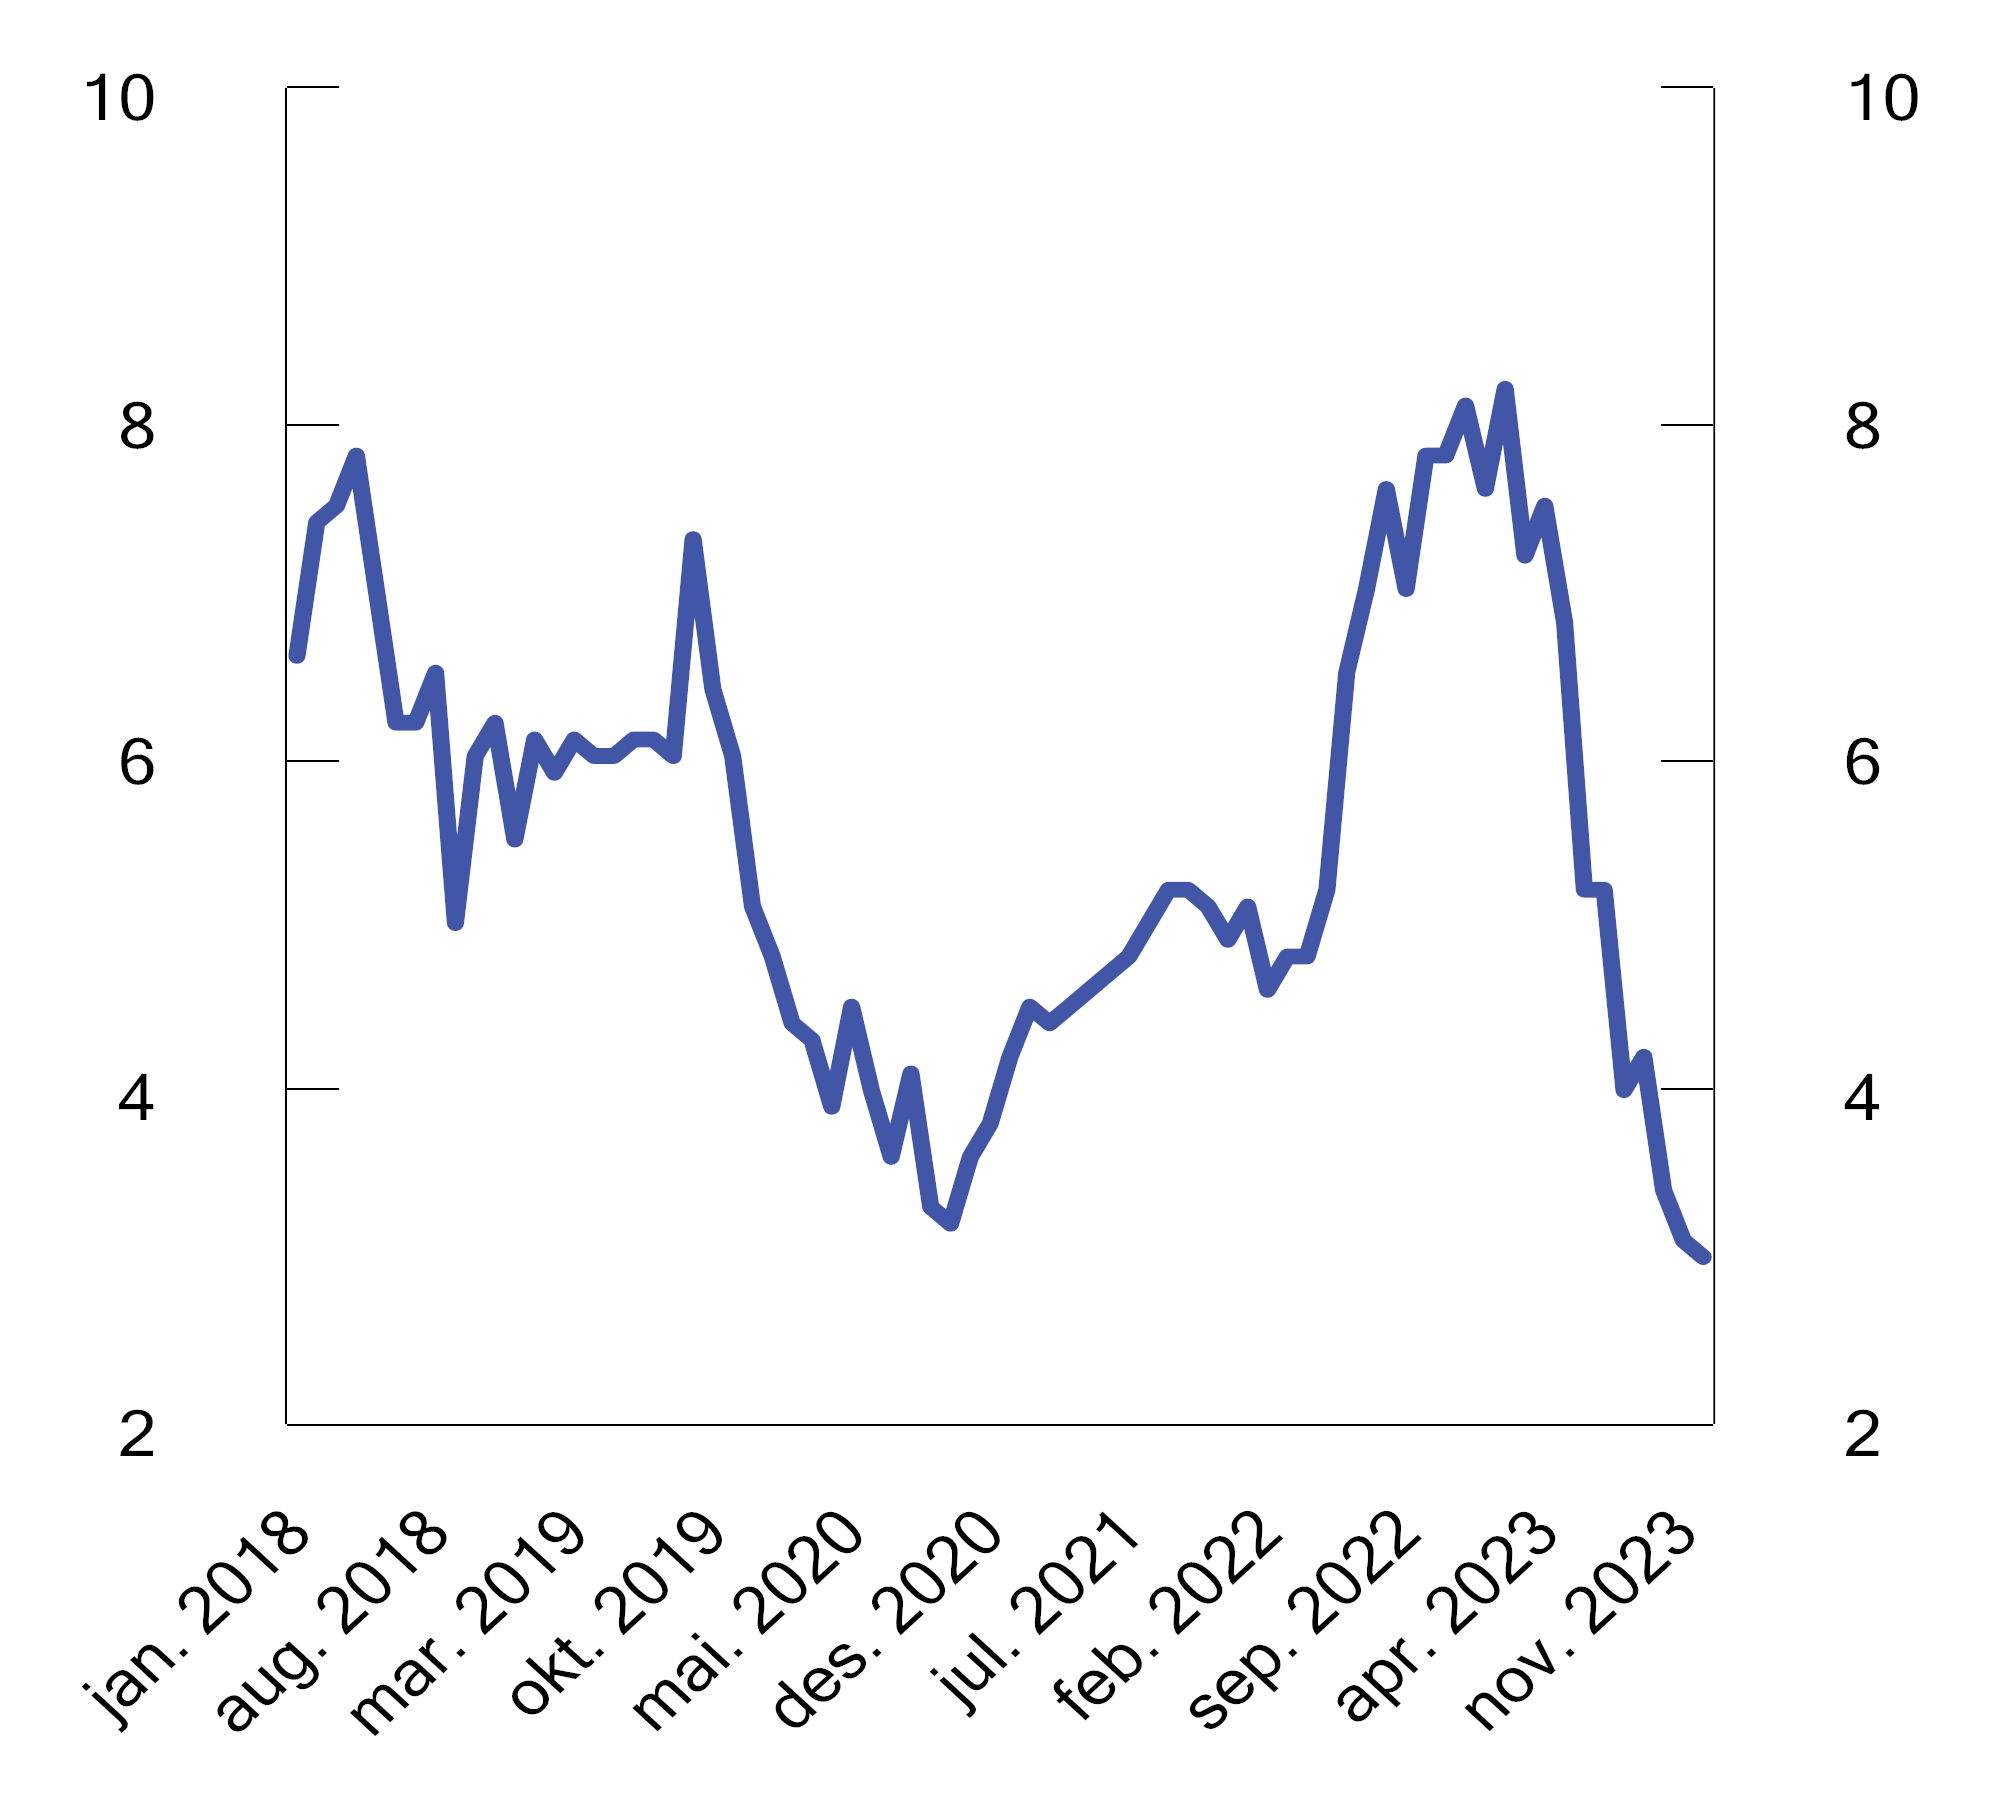 10 10
8 8
6 6
4 4
2 2
jan. 2018
aug. 2018
mar. 2019
okt. 2019
mai. 2020
des. 2020
jul. 2021
feb. 2022
sep. 2022
apr. 2023
nov. 2023